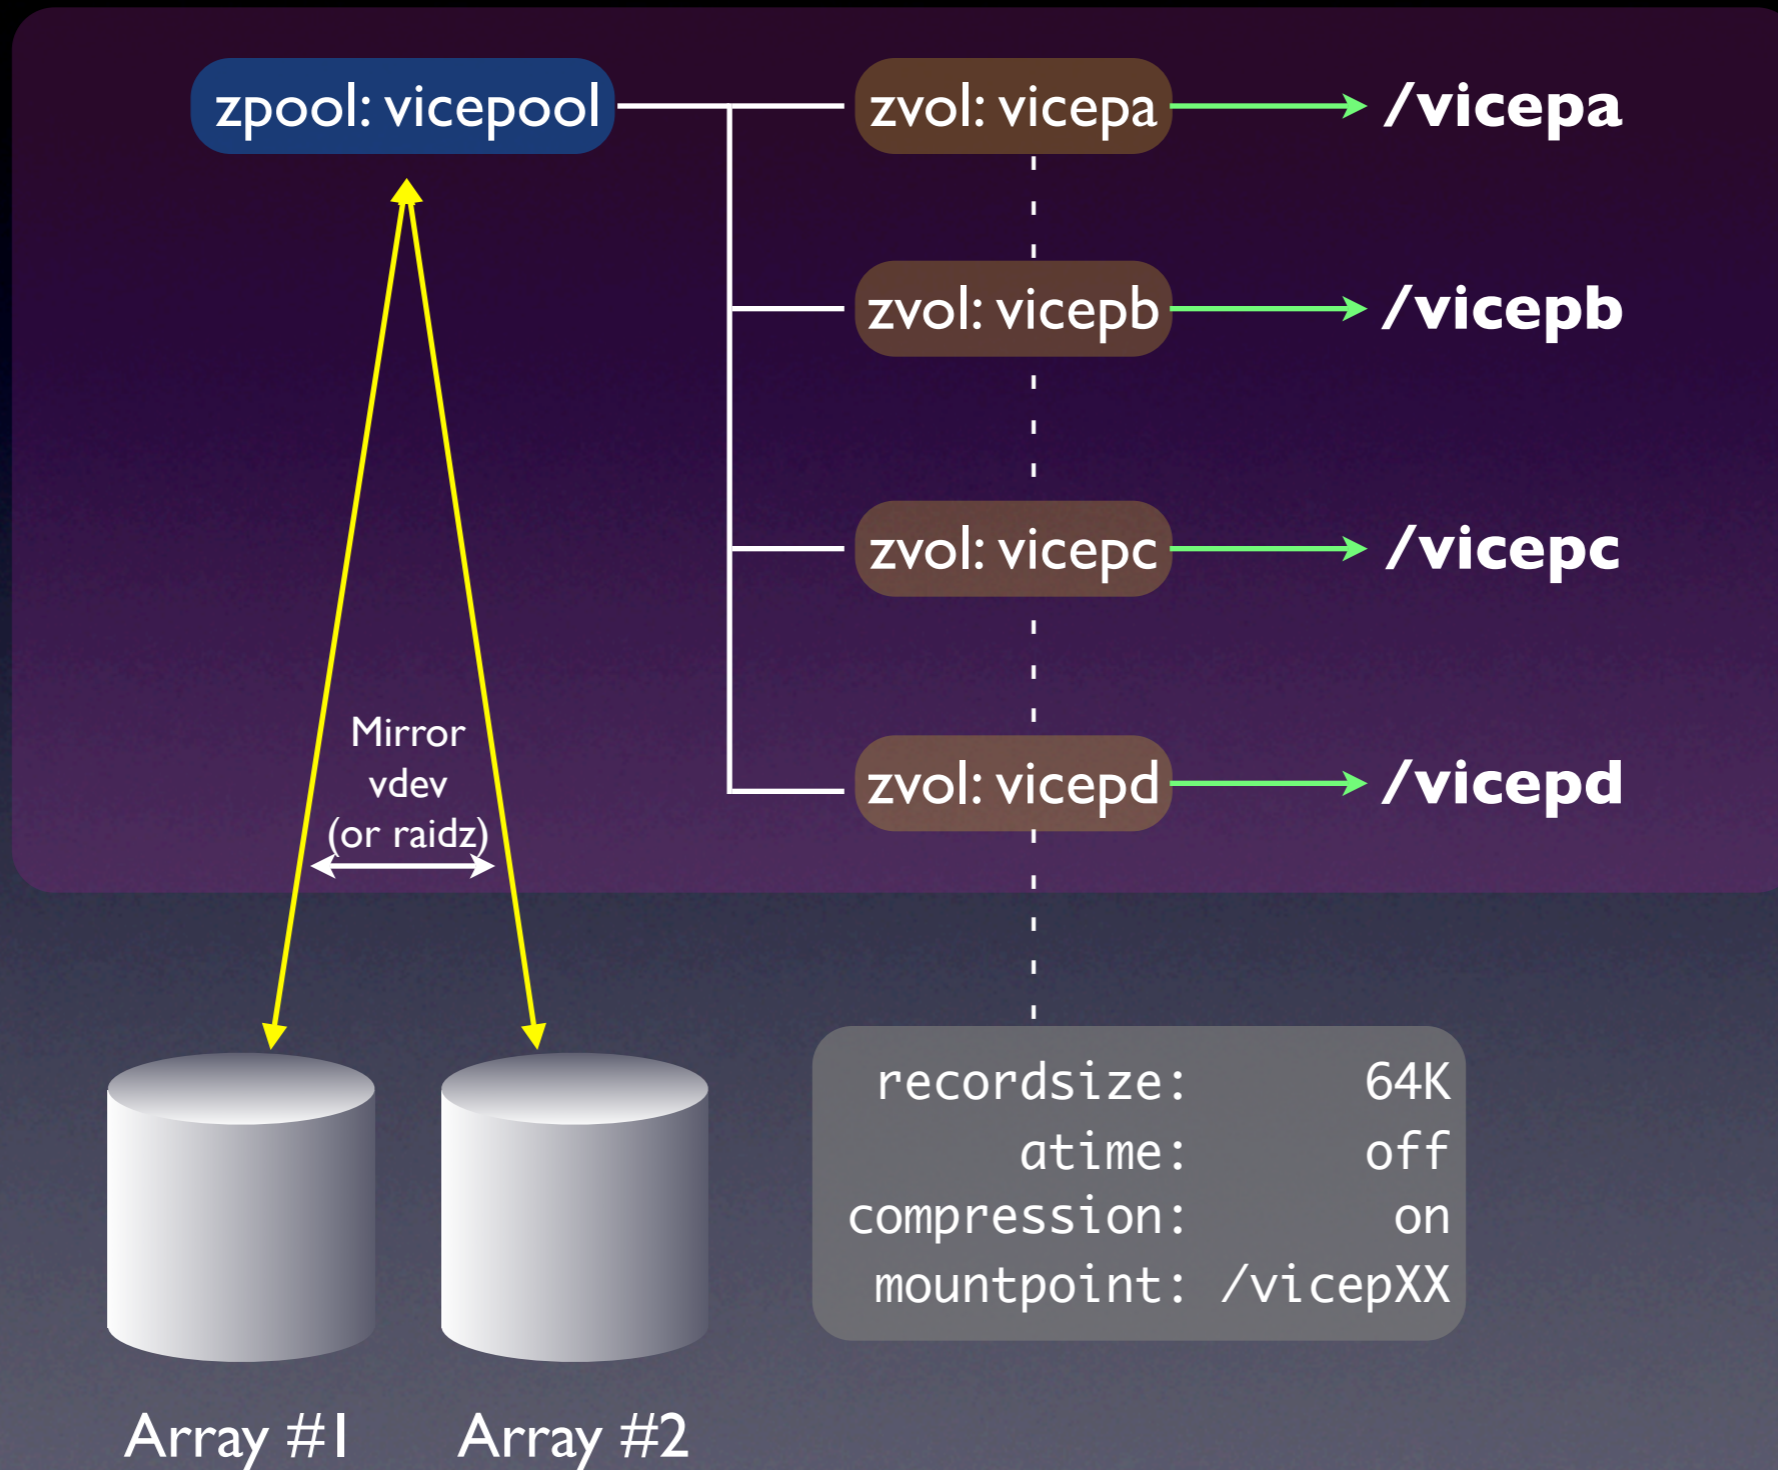 zpool: vicepool
zvol: vicepa
/vicepa
zvol: vicepb
/vicepb
zvol: vicepc
/vicepc
zvol: vicepd
/vicepd
Mirror
vdev
(or raidz)
recordsize: 64K
atime: off
compression: on
mountpoint: /vicepXX
Array #1
Array #2